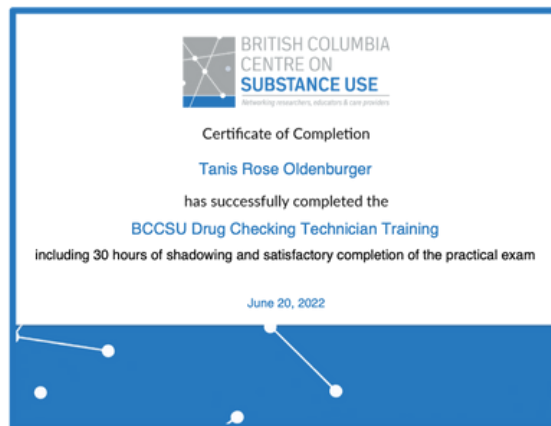 BRITISH COLUMBIA
CENTRE ON
SUBSTANCE USE
Networking researchers, educators & care providers
Certificate of Completion
Tanis Rose Oldenburger
has successfully completed the
BCCSU Drug Checking Technician Training
including 30 hours of shadowing and satisfactory completion of the practical exam
June 20, 2022